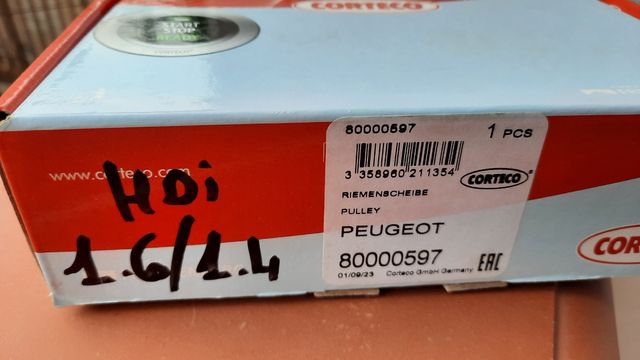 CORTECO
START
STOP
READY
CORTECO
www.corteco.com
HDi
1.6/1.4
80000597
1 PCS
3 358960 211354
CORTECO
RIEMENSCHEIBE
PULLEY
PEUGEOT
80000597
01/09/23 Corteco GmbH Germany
EAC
COR